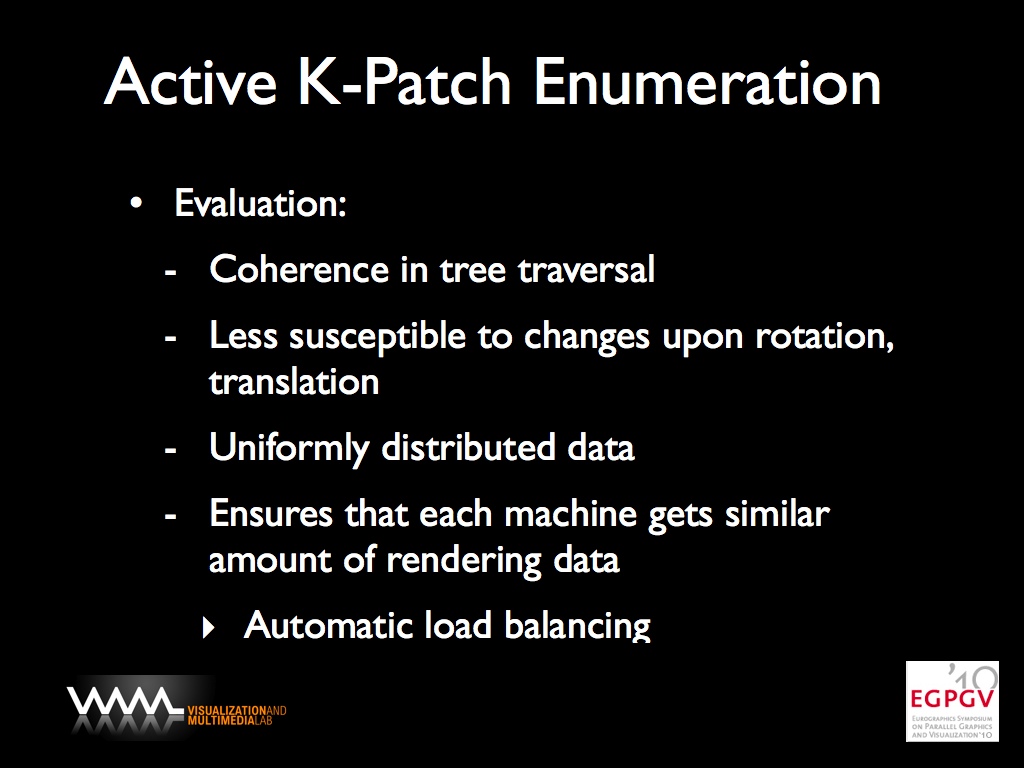 Active K-Patch Enumeration
• Evaluation:
- Coherence in tree traversal
- Less susceptible to changes upon rotation,
translation
- Uniformly distributed data
- Ensures that each machine gets similar
amount of rendering data
‣ Automatic load balancing
VISUALIZATIONAND
MULTIMEDIALAB
'10
EGPGV
Eurographics Symposium
on Parallel Graphics
and Visualization'10